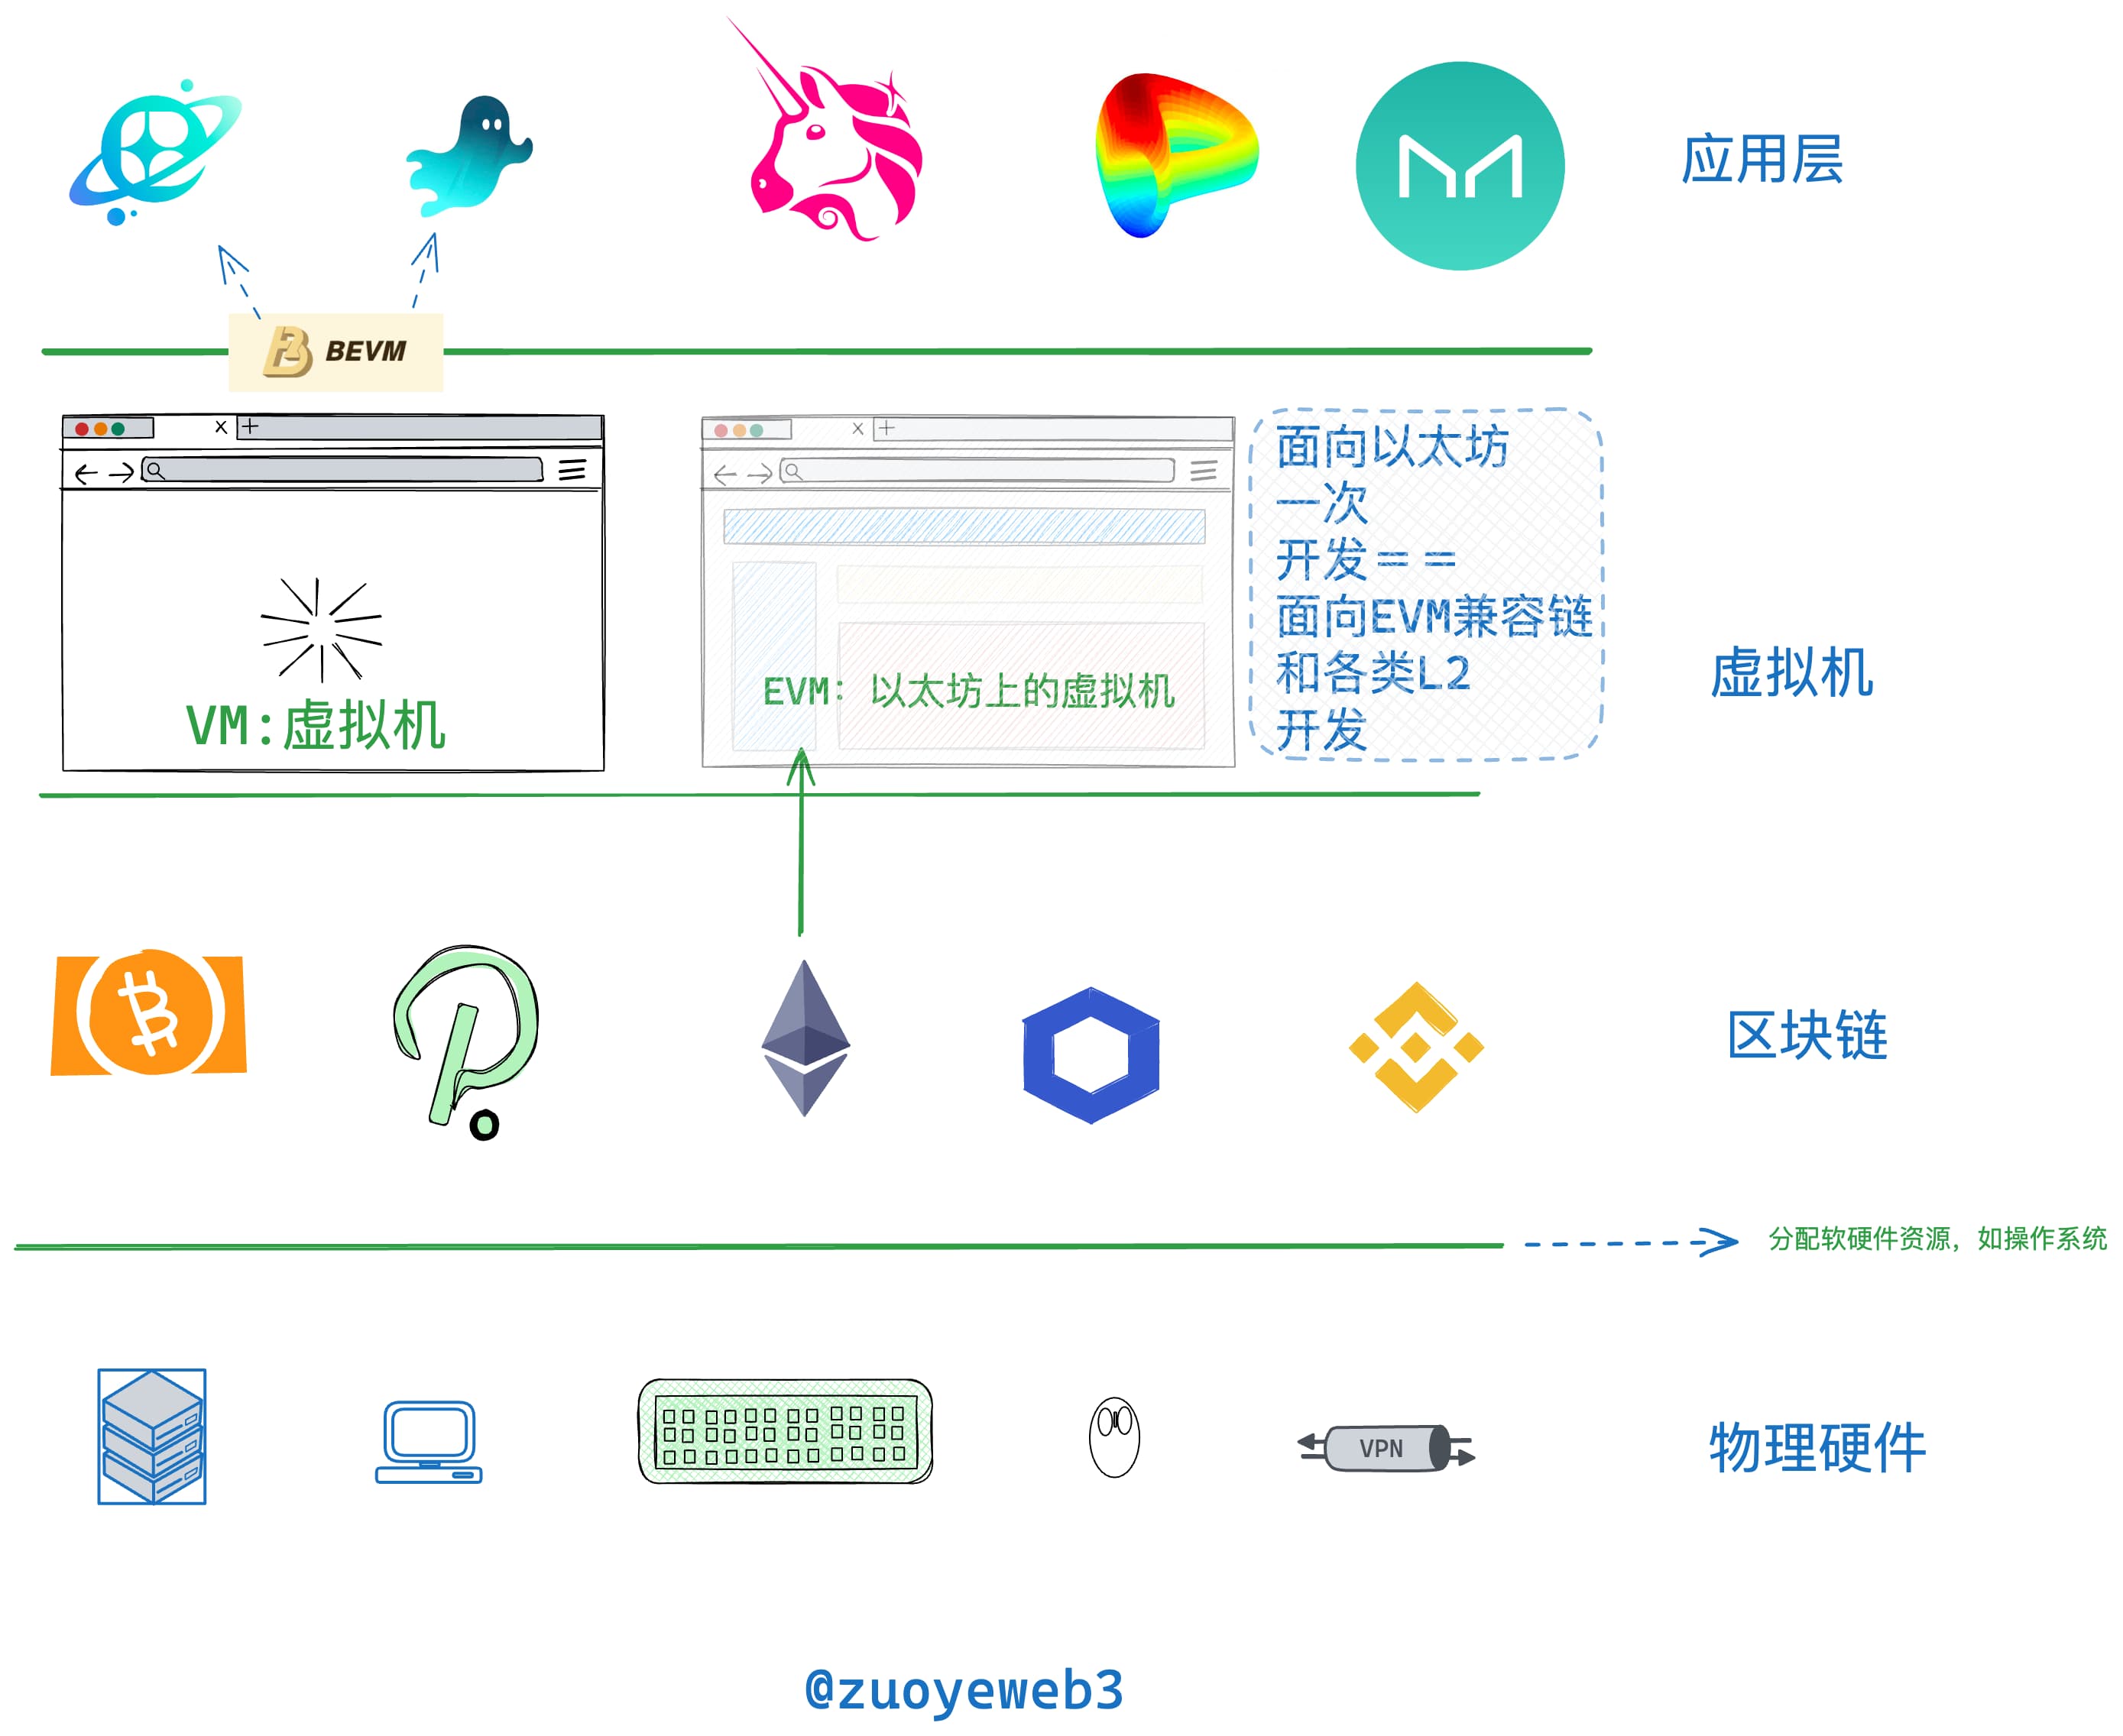 应用层
BEVM
面向以太坊
一次
开发==
面向EVM兼容链
和各类L2
开发
VM:虚拟机
EVM: 以太坊上的虚拟机
虚拟机
区块链
分配软硬件资源，如操作系统
VPN
物理硬件
@zuoyeweb3